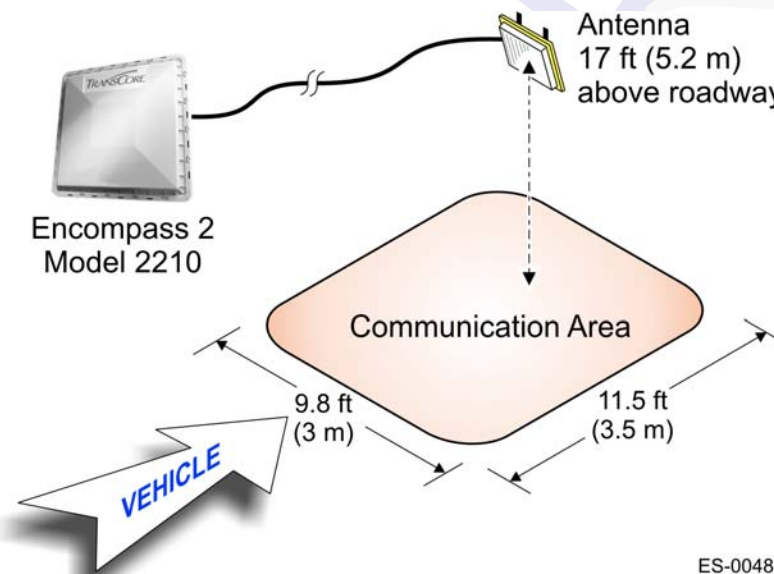 TRANSCORE
Antenna
17 ft (5.2 m)
above roadway
Encompass 2
Model 2210
Communication Area
9.8 ft
(3 m)
11.5 ft
(3.5 m)
VEHICLE
ES-0048